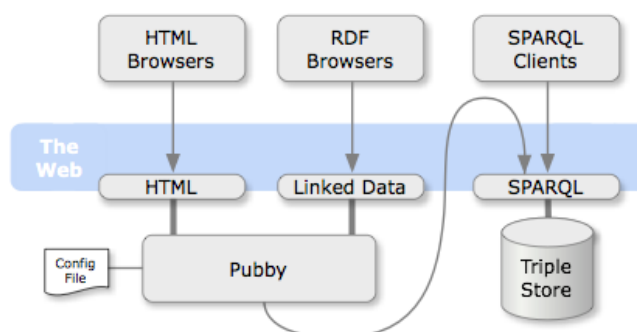 HTML
Browsers
RDF
Browsers
SPARQL
Clients
The
Web
HTML
Linked Data
SPARQL
Config
File
Pubby
Triple
Store